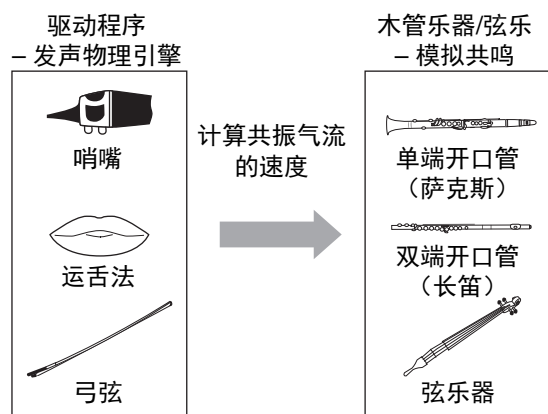 驱动程序
– 发声物理引擎
哨嘴
运舌法
弓弦
计算共振气流
的速度
木管乐器/弦乐
– 模拟共鸣
单端开口管
（萨克斯）
双端开口管
（长笛）
弦乐器